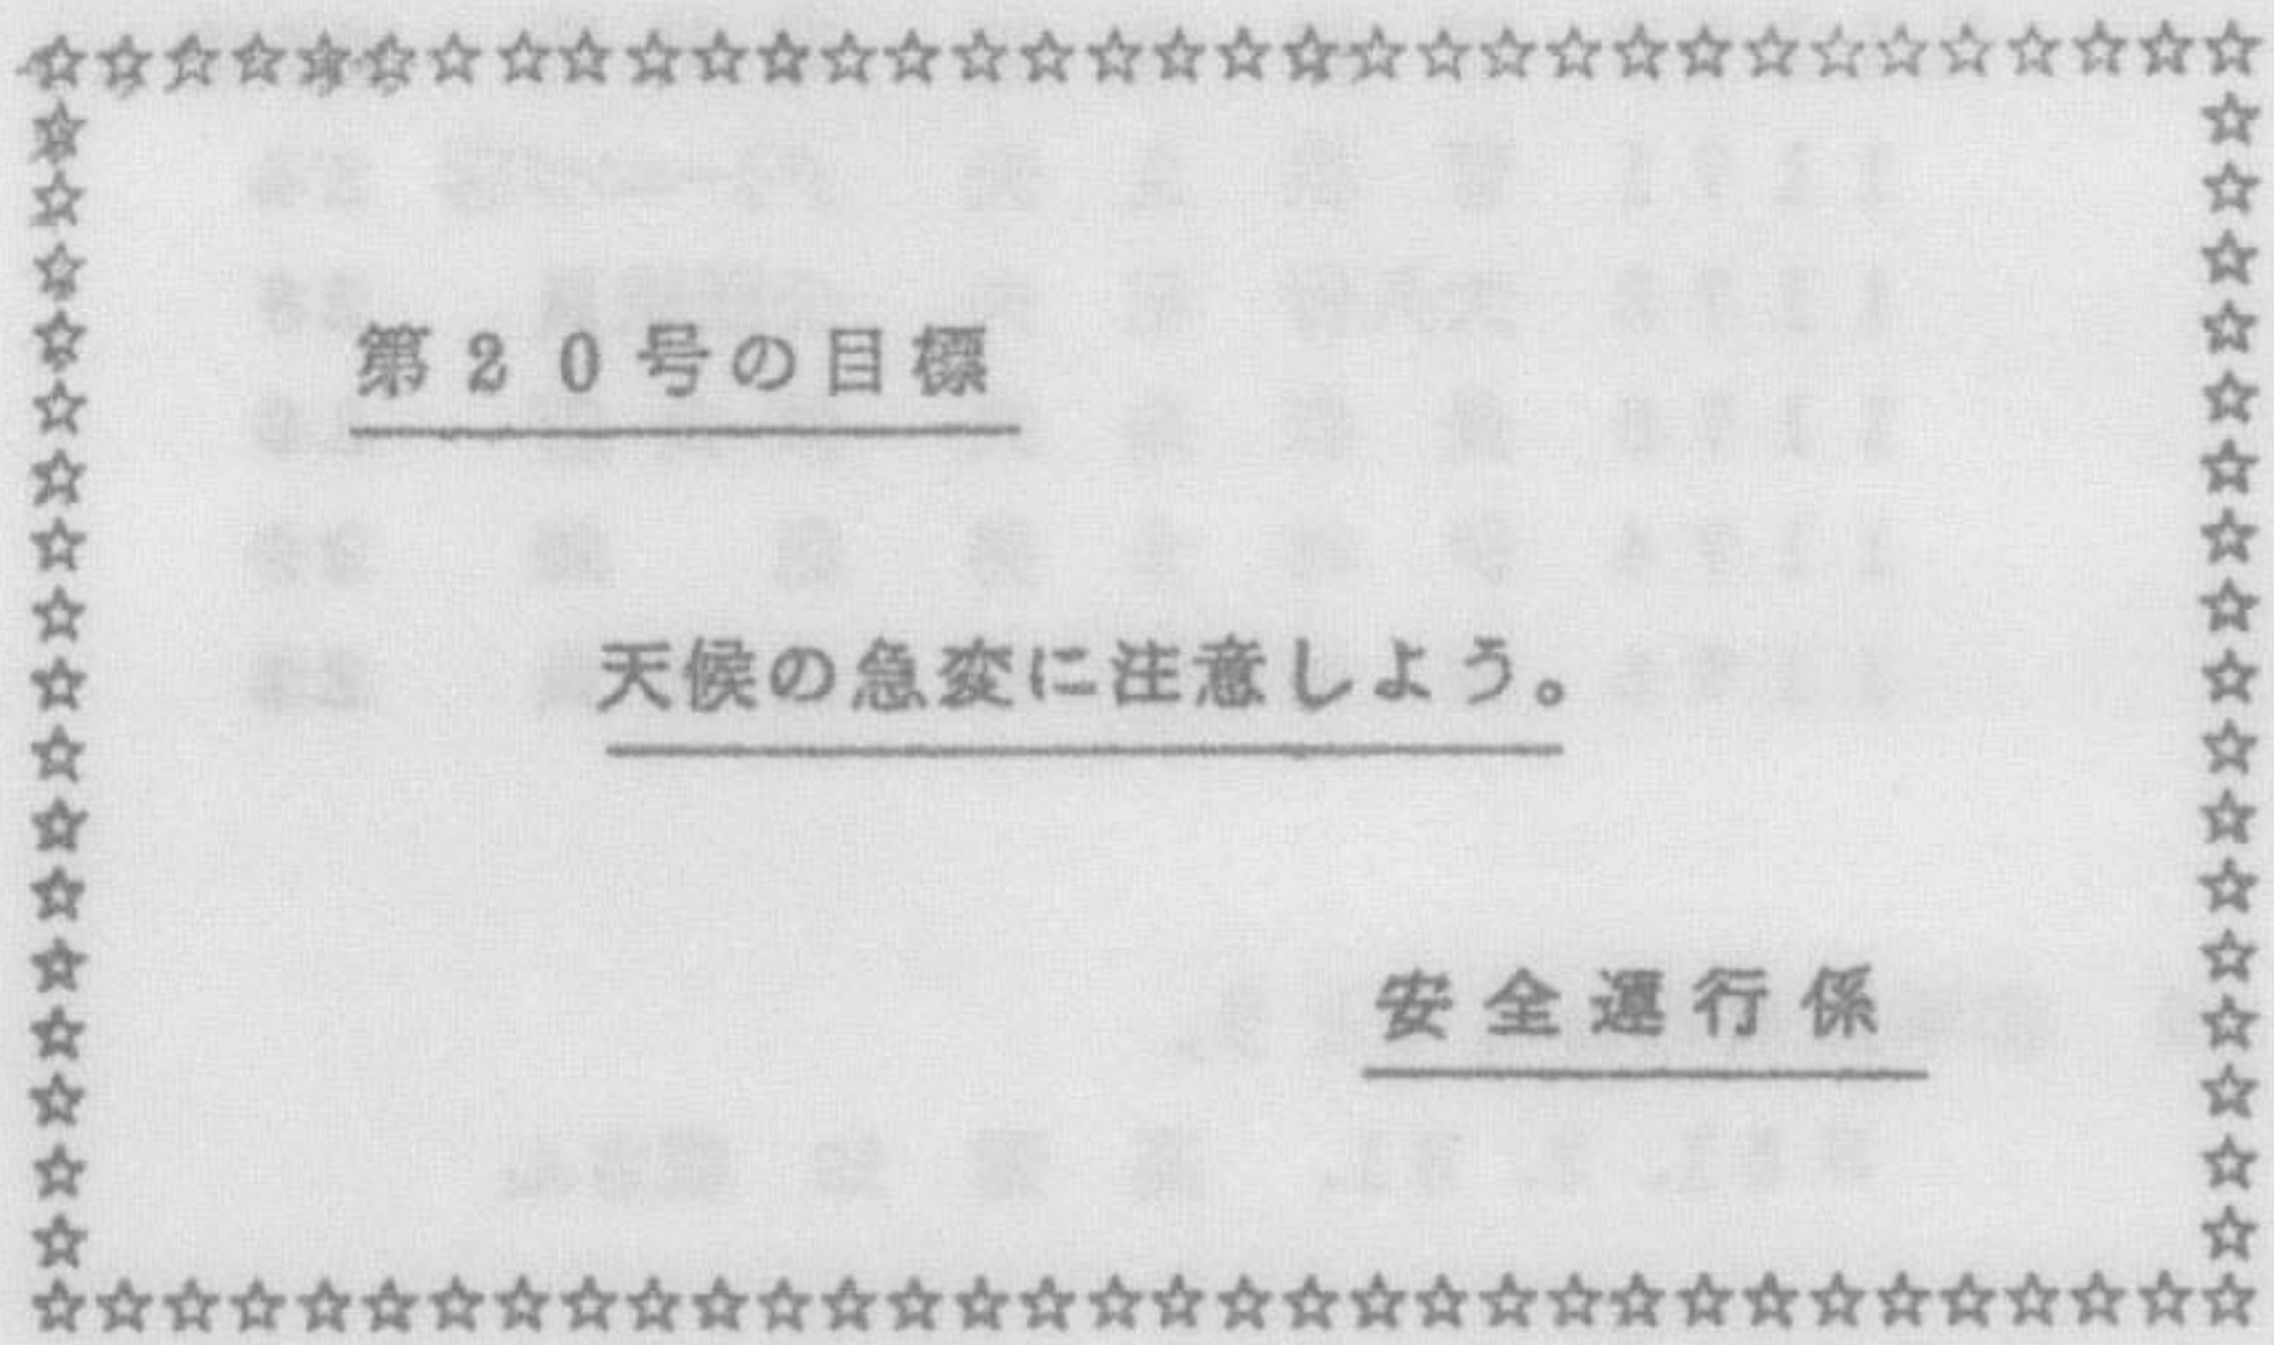 第２０号の目標
天候の急変に注意しよう。
安全運行係